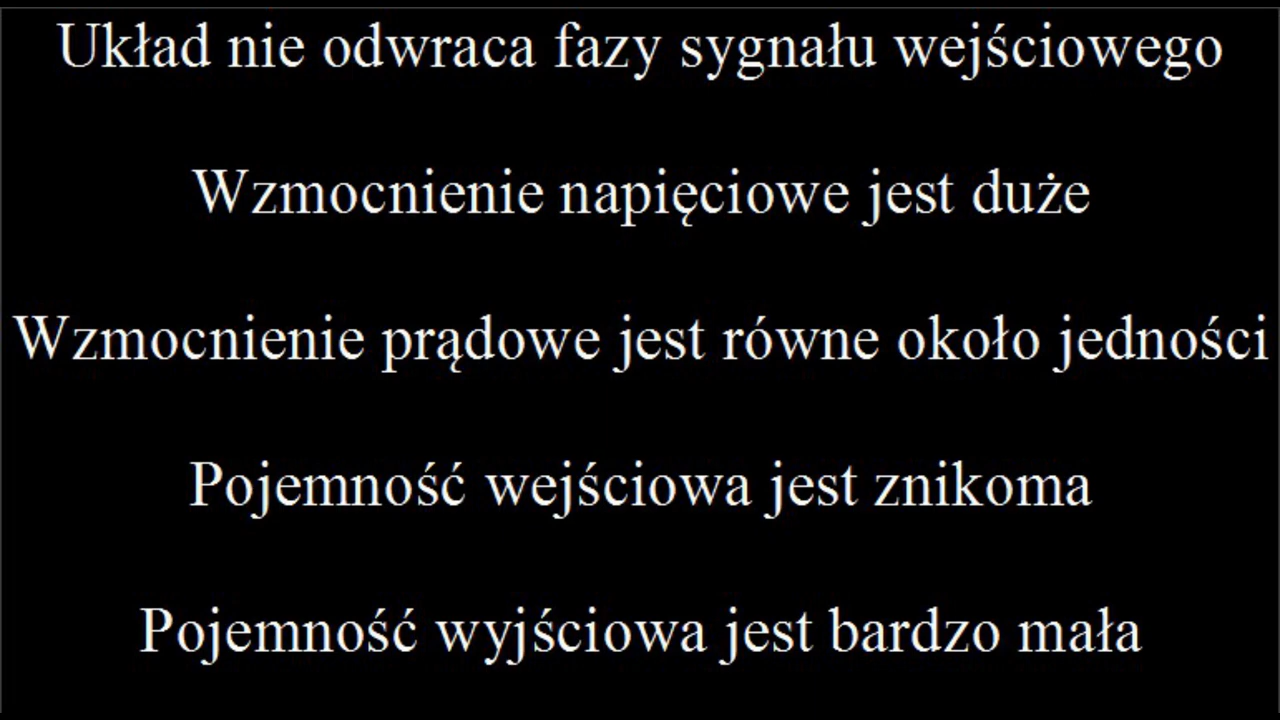 Układ nie odwraca fazy sygnału wejściowego
Wzmocnienie napięciowe jest duże
Wzmocnienie prądowe jest równe około jedności
Pojemność wejściowa jest znikoma
Pojemność wyjściowa jest bardzo mała